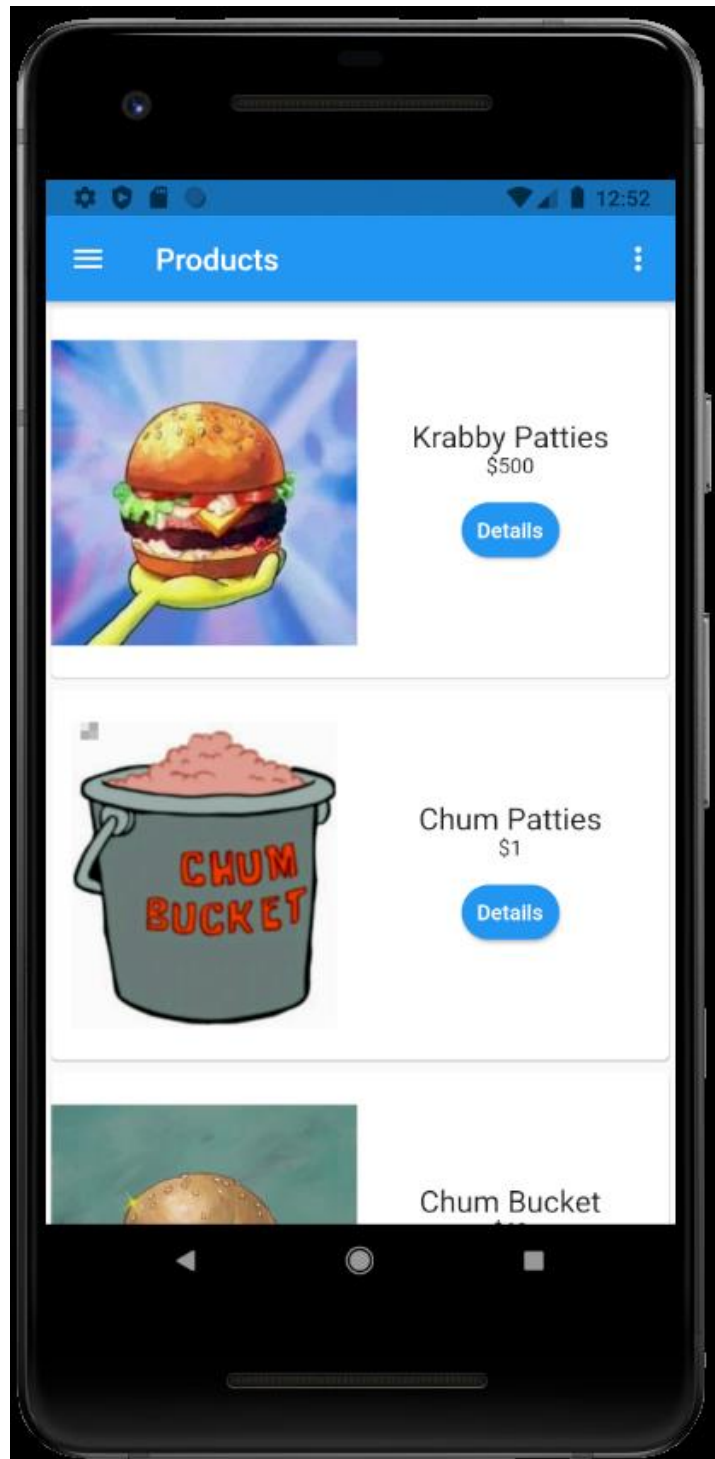 12:52
Products
Krabby Patties
$500
Details
CHUM
BUCKET
Chum Patties
$1
Details
Chum Bucket